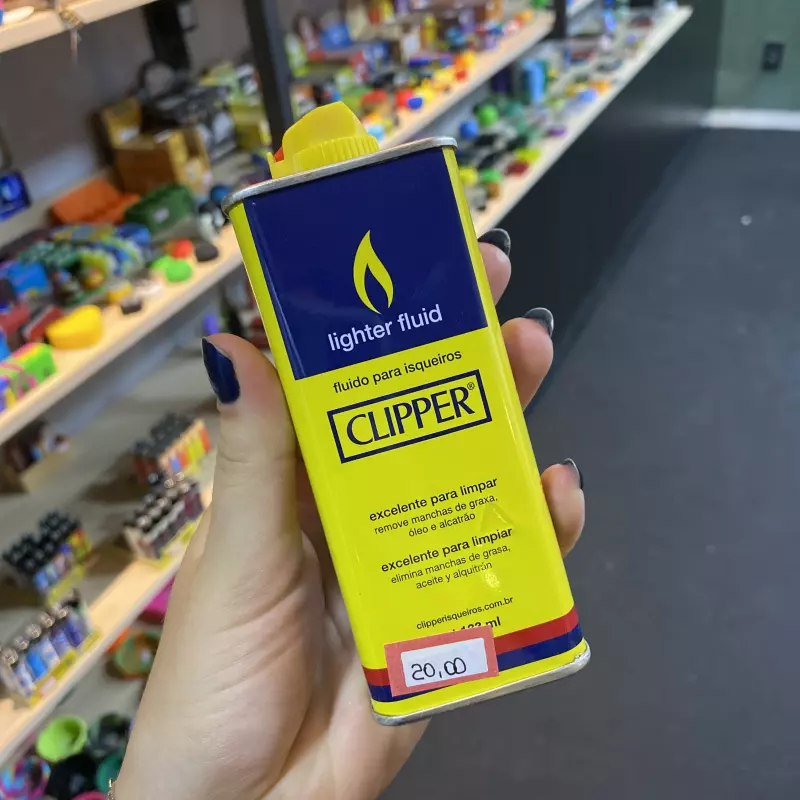 lighter fluid
fluido para isqueiros
CLIPPER®
excelente para limpar
remove manchas de graxa,
óleo e alcatrão
excelente para limpiar
elimina manchas de grasa,
aceite y alquitrán
clipperisqueiros.com.br
ml
20,00